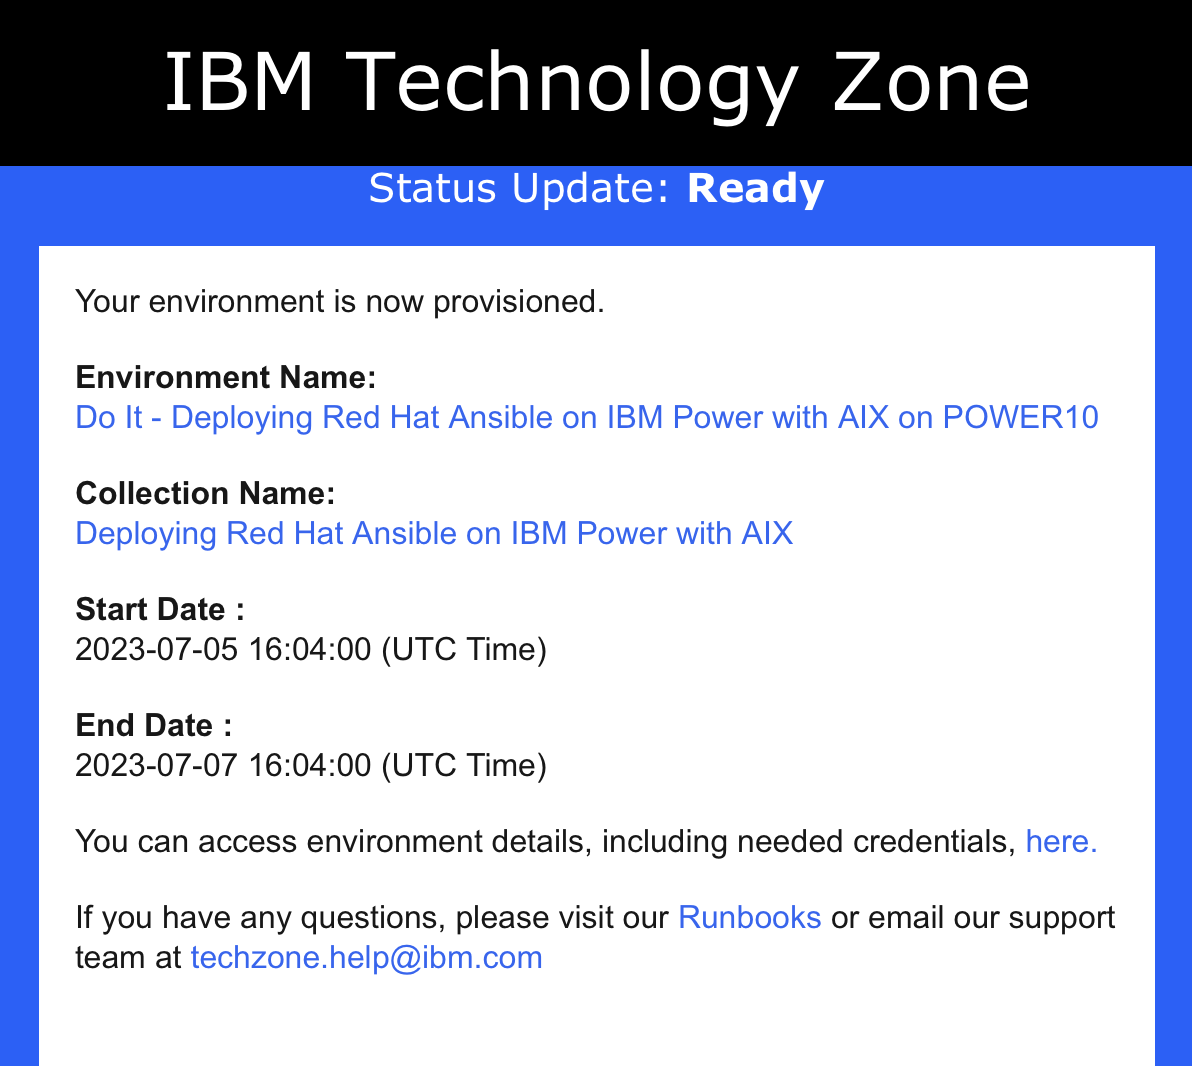 IBM Technology Zone
Status Update: Ready
Your environment is now provisioned.
Environment Name:
Do It - Deploying Red Hat Ansible on IBM Power with AIX on POWER10
Collection Name:
Deploying Red Hat Ansible on IBM Power with AIX
Start Date :
2023-07-05 16:04:00 (UTC Time)
End Date :
2023-07-07 16:04:00 (UTC Time)
You can access environment details, including needed credentials, here.
If you have any questions, please visit our Runbooks or email our support
team at techzone.help@ibm.com